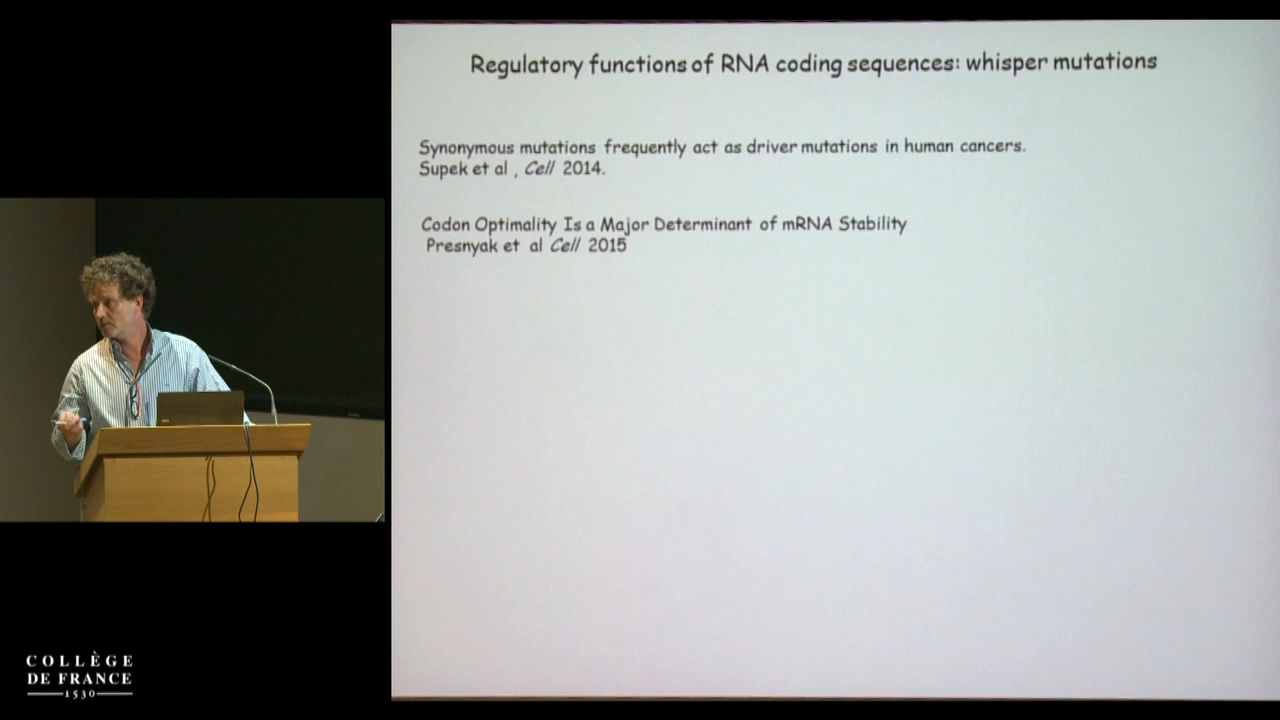 Regulatory functions of RNA coding sequences: whisper mutations
Synonymous mutations frequently act as driver mutations in human cancers.
Supek et al , Cell 2014.
Codon Optimality Is a Major Determinant of mRNA Stability
Presnyak et al Cell 2015
COLLÈGE
DE FRANCE
1530